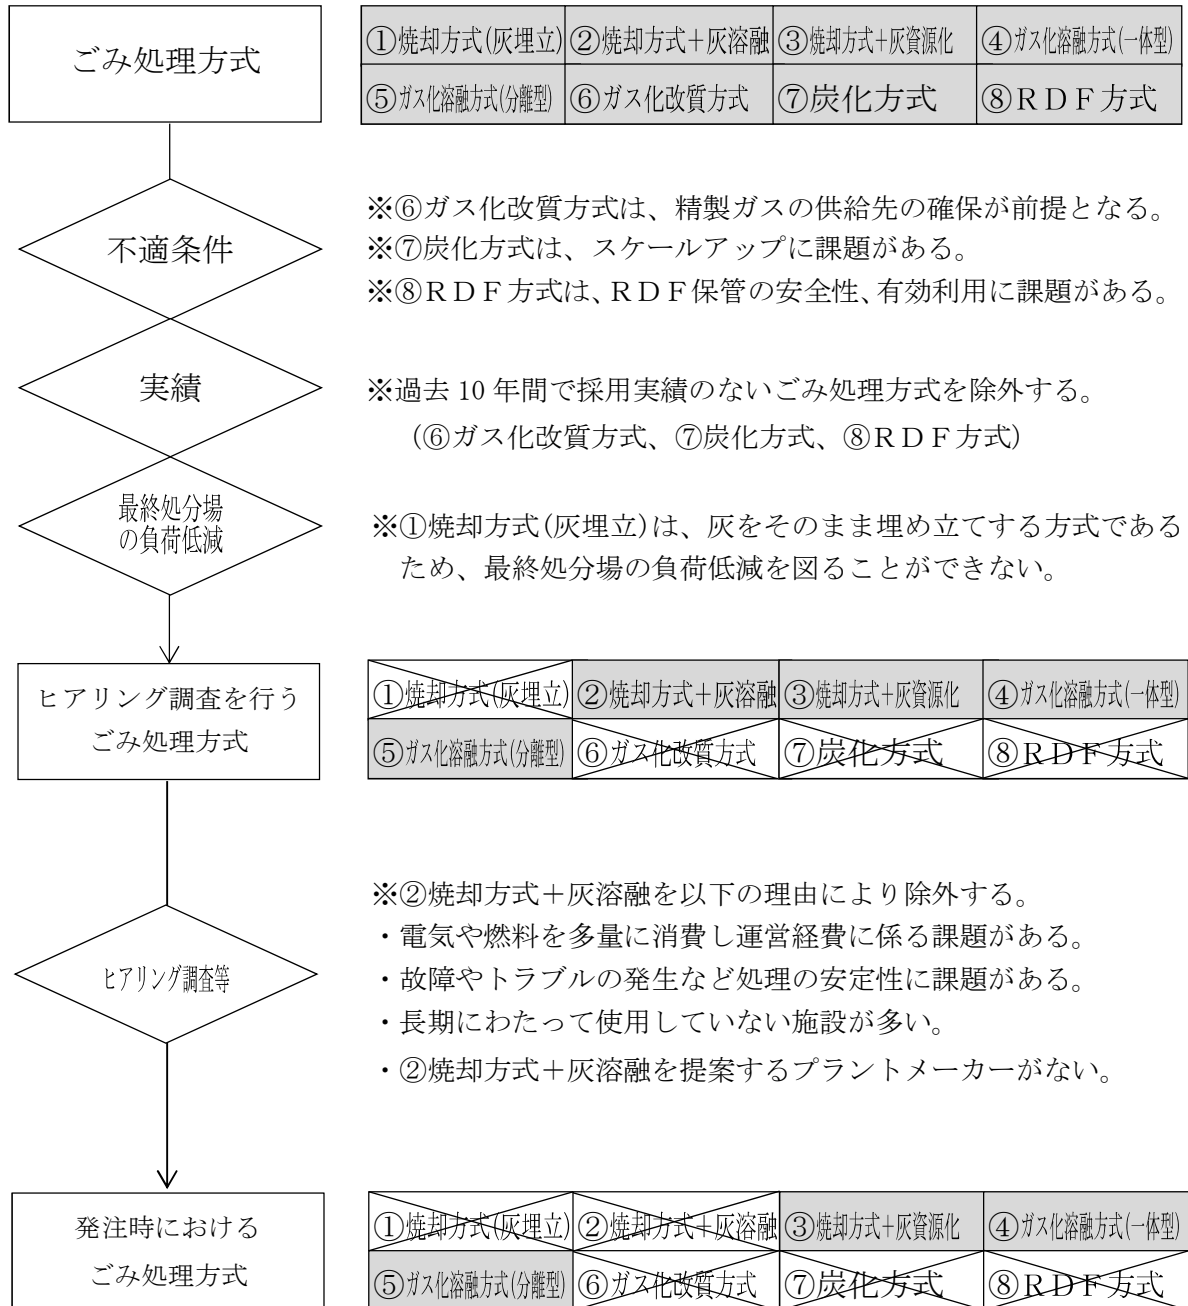 ごみ処理方式
①焼却方式(灰埋立) ②焼却方式＋灰溶融 ③焼却方式＋灰資源化 ④ガス化溶融方式(一体型)
⑤ガス化溶融方式(分離型) ⑥ガス化改質方式 ⑦炭化方式 ⑧ＲＤＦ方式
不適条件
※⑥ガス化改質方式は、精製ガスの供給先の確保が前提となる。
※⑦炭化方式は、スケールアップに課題がある。
※⑧ＲＤＦ方式は、ＲＤＦ保管の安全性、有効利用に課題がある。
実績
※過去 10 年間で採用実績のないごみ処理方式を除外する。
（⑥ガス化改質方式、⑦炭化方式、⑧ＲＤＦ方式）
最終処分場
の負荷低減
※①焼却方式(灰埋立)は、灰をそのまま埋め立てする方式である
ため、最終処分場の負荷低減を図ることができない。
ヒアリング調査を行う
ごみ処理方式
①焼却方式(灰埋立) ②焼却方式＋灰溶融 ③焼却方式＋灰資源化 ④ガス化溶融方式(一体型)
⑤ガス化溶融方式(分離型) ⑥ガス化改質方式 ⑦炭化方式 ⑧ＲＤＦ方式
ヒアリング調査等
※②焼却方式＋灰溶融を以下の理由により除外する。
・電気や燃料を多量に消費し運営経費に係る課題がある。
・故障やトラブルの発生など処理の安定性に課題がある。
・長期にわたって使用していない施設が多い。
・②焼却方式＋灰溶融を提案するプラントメーカーがない。
発注時における
ごみ処理方式
①焼却方式(灰埋立) ②焼却方式＋灰溶融 ③焼却方式＋灰資源化 ④ガス化溶融方式(一体型)
⑤ガス化溶融方式(分離型) ⑥ガス化改質方式 ⑦炭化方式 ⑧ＲＤＦ方式